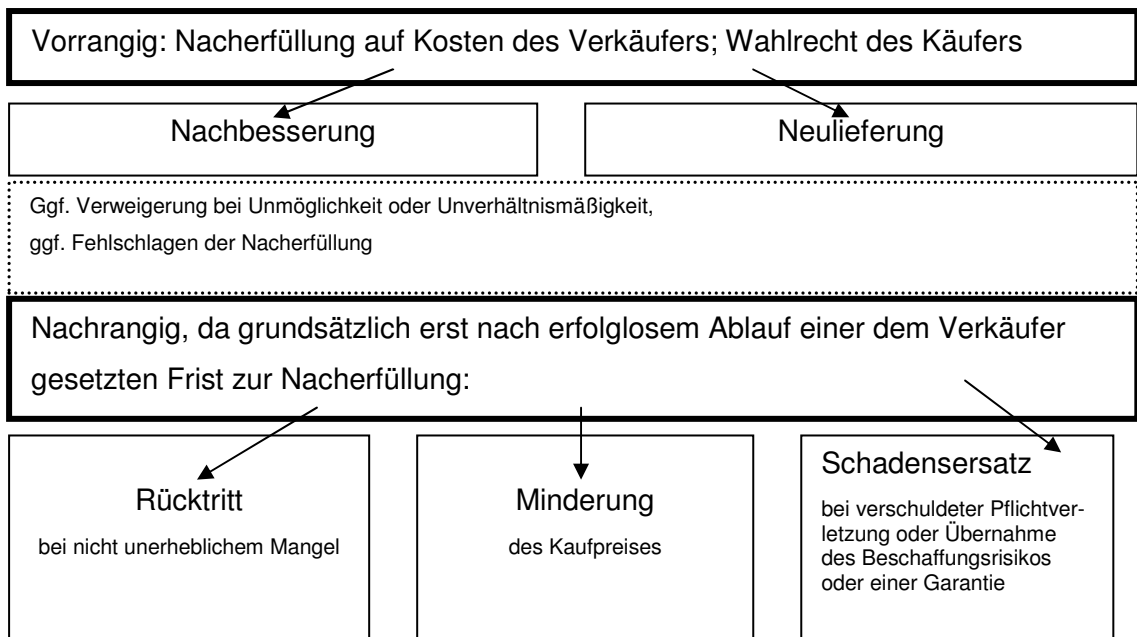 Vorrangig: Nacherfüllung auf Kosten des Verkäufers; Wahlrecht des Käufers
Nachbesserung
Neulieferung
Ggf. Verweigerung bei Unmöglichkeit oder Unverhältnismäßigkeit,
ggf. Fehlschlagen der Nacherfüllung
Nachrangig, da grundsätzlich erst nach erfolglosem Ablauf einer dem Verkäufer
gesetzten Frist zur Nacherfüllung:
Rücktritt
bei nicht unerheblichem Mangel
Minderung
des Kaufpreises
Schadensersatz
bei verschuldeter Pflichtver-
letzung oder Übernahme
des Beschaffungsrisikos
oder einer Garantie